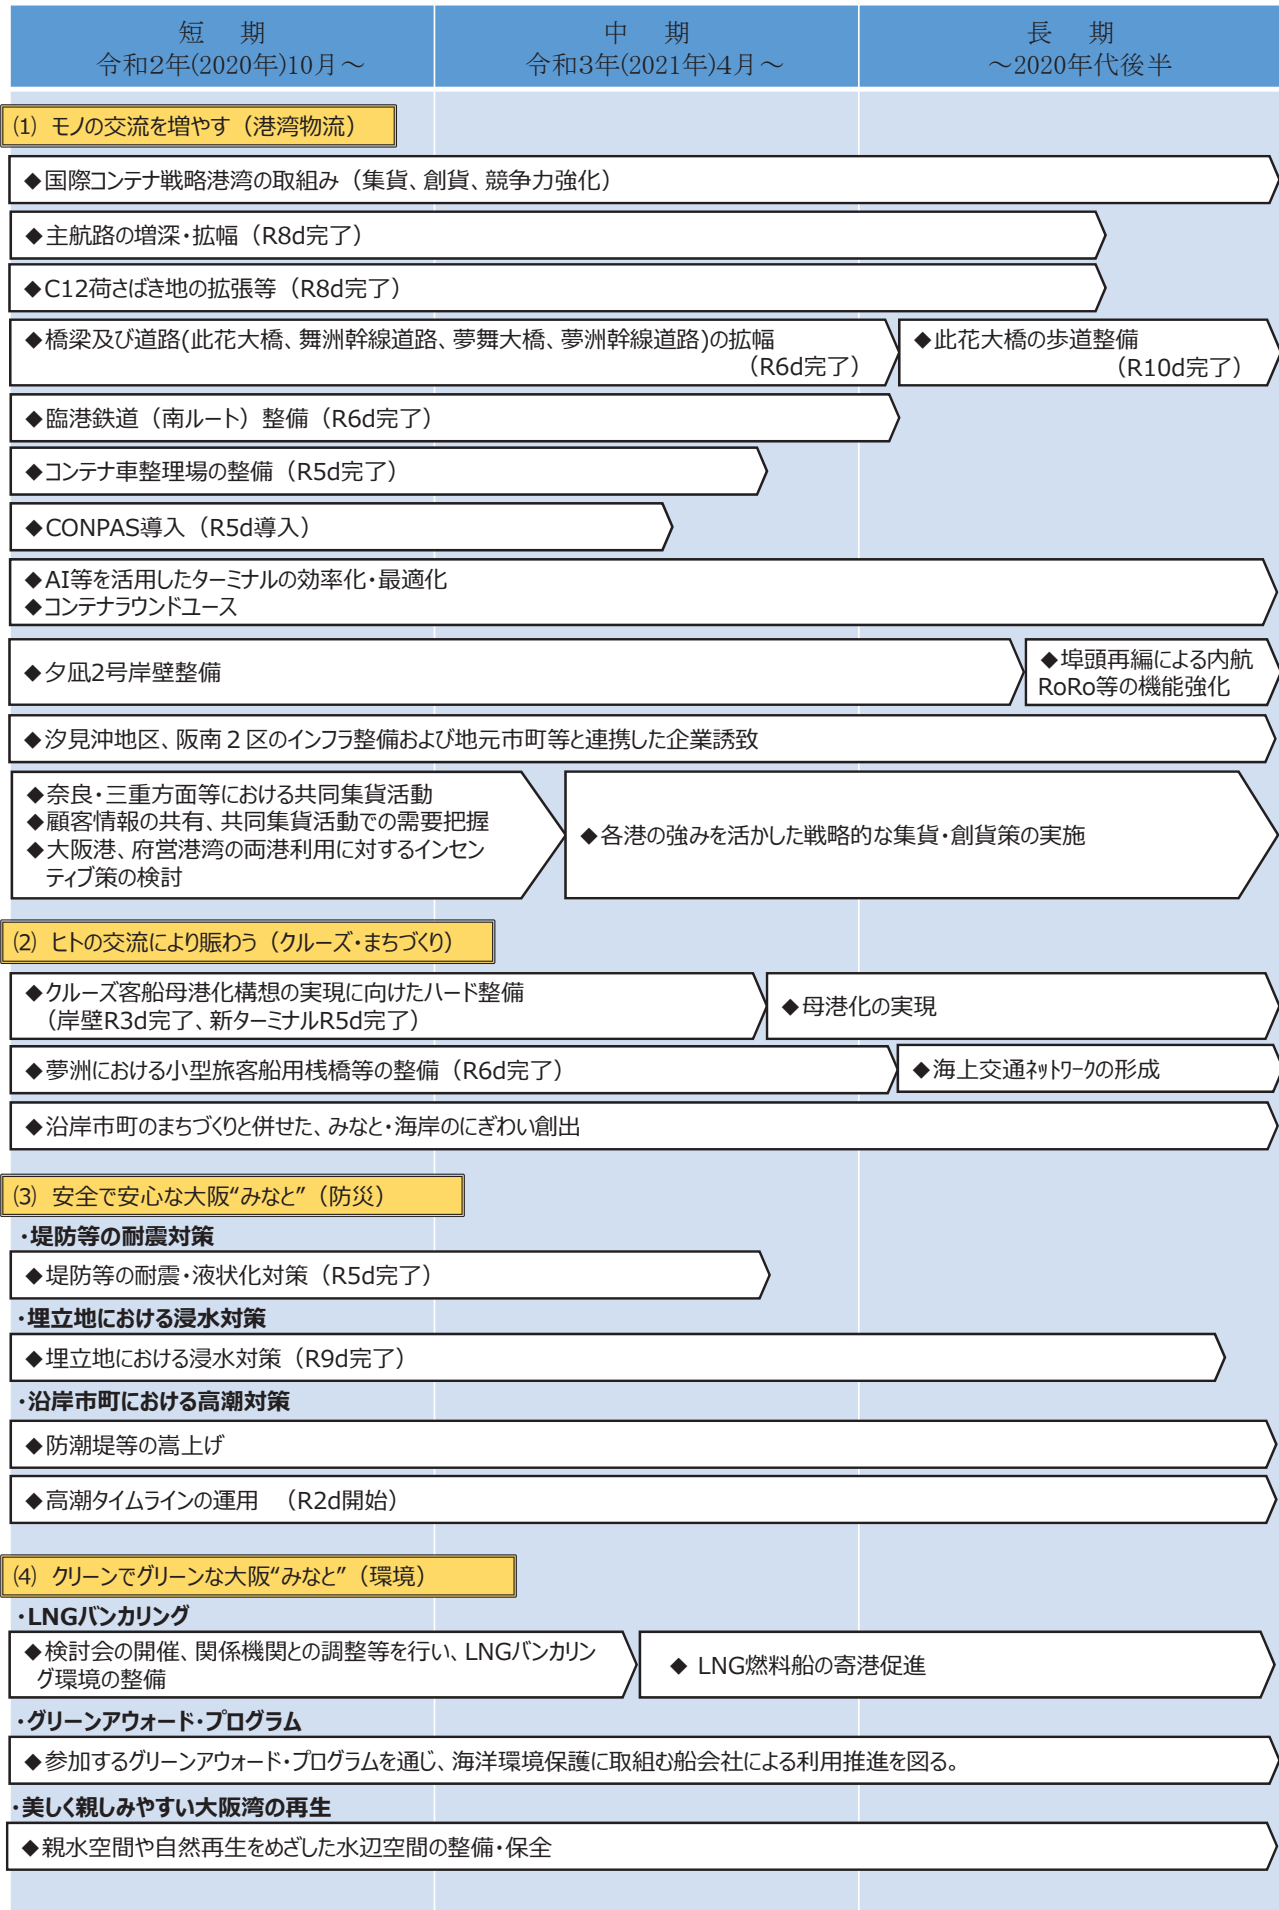 短　期
令和2年(2020年)10月～
中　期
令和3年(2021年)4月～
長　期
～2020年代後半
⑴ モノの交流を増やす（港湾物流）
◆国際コンテナ戦略港湾の取組み（集貨、創貨、競争力強化）
◆主航路の増深・拡幅（R8d完了）
◆C12荷さばき地の拡張等（R8d完了）
◆橋梁及び道路(此花大橋、舞洲幹線道路、夢舞大橋、夢洲幹線道路)の拡幅
（R6d完了）
◆此花大橋の歩道整備
（R10d完了）
◆臨港鉄道（南ルート）整備（R6d完了）
◆コンテナ車整理場の整備（R5d完了）
◆CONPAS導入（R5d導入）
◆AI等を活用したターミナルの効率化・最適化
◆コンテナラウンドユース
◆夕凪2号岸壁整備
◆埠頭再編による内航
RoRo等の機能強化
◆汐見沖地区、阪南２区のインフラ整備および地元市町等と連携した企業誘致
◆奈良・三重方面等における共同集貨活動
◆顧客情報の共有、共同集貨活動での需要把握
◆大阪港、府営港湾の両港利用に対するインセン
ティブ策の検討
◆各港の強みを活かした戦略的な集貨・創貨策の実施
⑵ ヒトの交流により賑わう（クルーズ・まちづくり）
◆クルーズ客船母港化構想の実現に向けたハード整備
（岸壁R3d完了、新ターミナルR5d完了）
◆母港化の実現
◆夢洲における小型旅客船用桟橋等の整備（R6d完了）
◆海上交通ネットワークの形成
◆沿岸市町のまちづくりと併せた、みなと・海岸のにぎわい創出
⑶ 安全で安心な大阪“みなと”（防災）
・堤防等の耐震対策
◆堤防等の耐震・液状化対策（R5d完了）
・埋立地における浸水対策
◆埋立地における浸水対策（R9d完了）
・沿岸市町における高潮対策
◆防潮堤等の嵩上げ
◆高潮タイムラインの運用　（R2d開始）
⑷ クリーンでグリーンな大阪“みなと”（環境）
・LNGバンカリング
◆検討会の開催、関係機関との調整等を行い、LNGバンカリン
グ環境の整備
◆ LNG燃料船の寄港促進
・グリーンアウォード・プログラム
◆参加するグリーンアウォード・プログラムを通じ、海洋環境保護に取組む船会社による利用推進を図る。
・美しく親しみやすい大阪湾の再生
◆親水空間や自然再生をめざした水辺空間の整備・保全